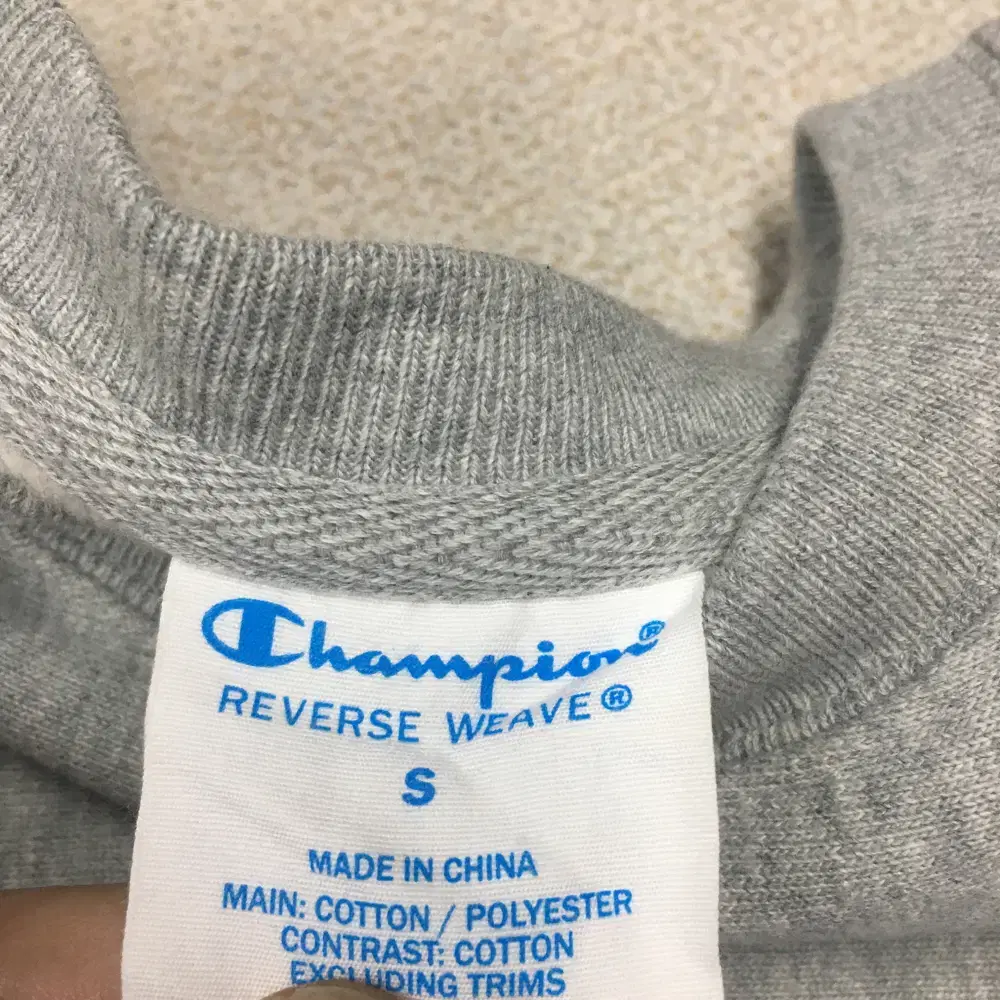 Champion®
REVERSE WEAVE®
S
MADE IN CHINA
MAIN: COTTON / POLYESTER
CONTRAST: COTTON
EXCLUDING TRIMS